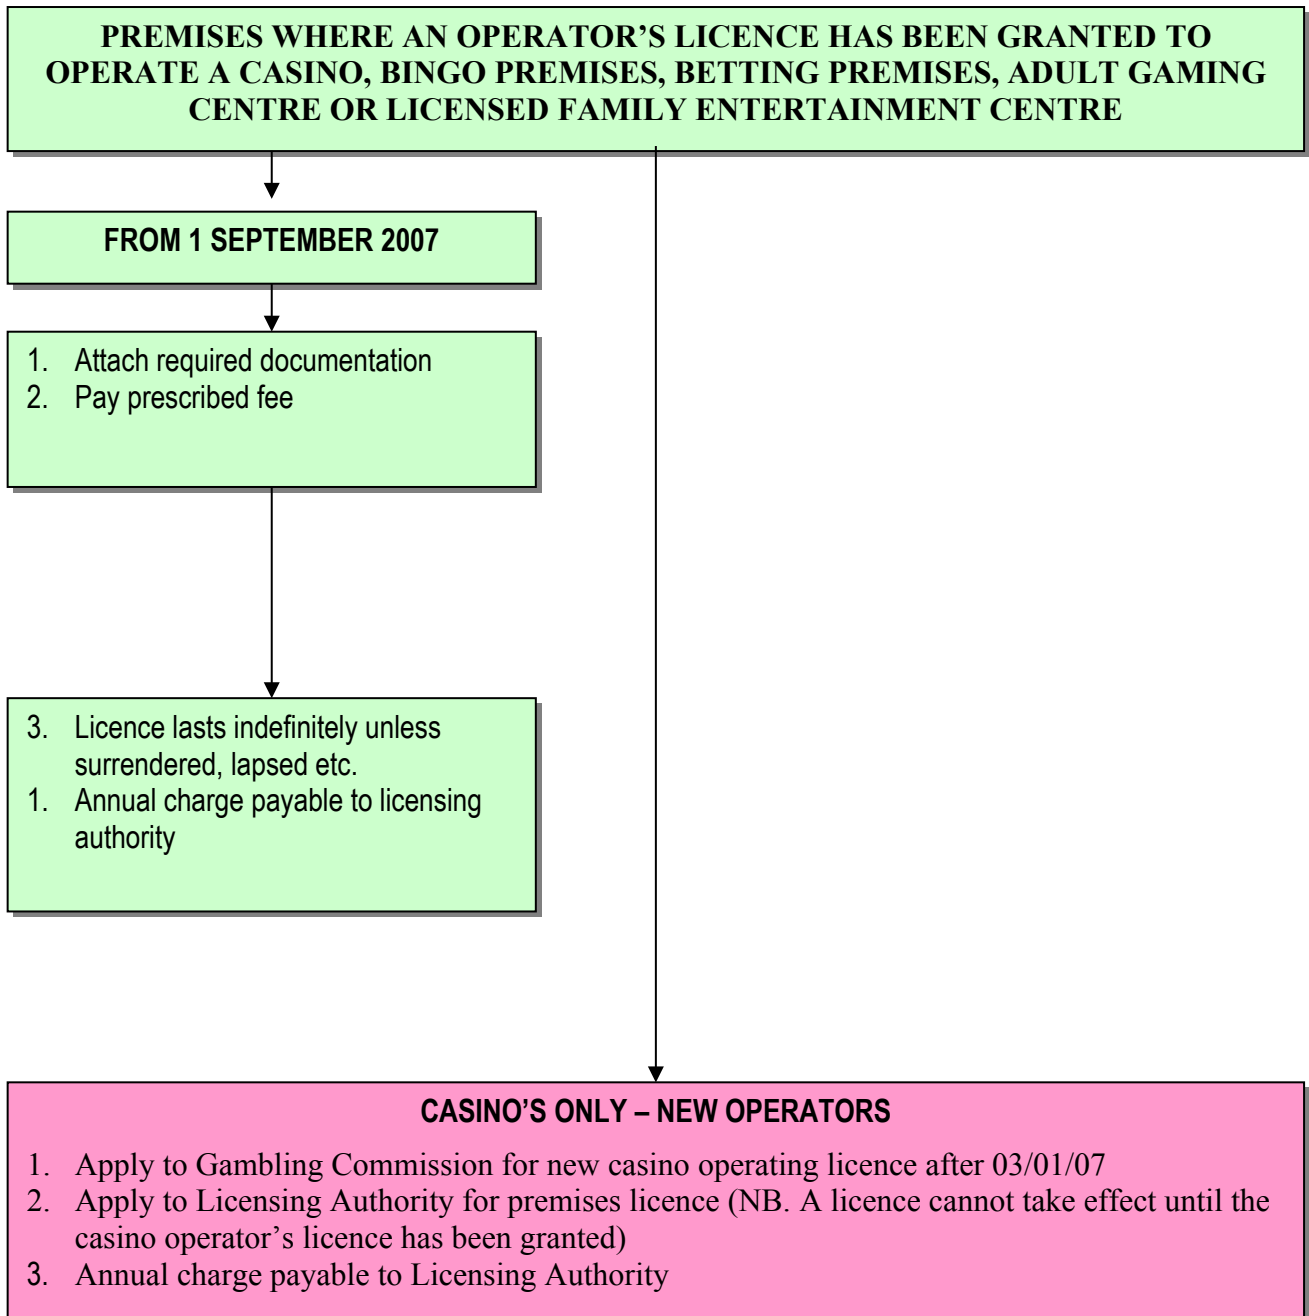 PREMISES WHERE AN OPERATOR’S LICENCE HAS BEEN GRANTED TO
OPERATE A CASINO, BINGO PREMISES, BETTING PREMISES, ADULT GAMING
CENTRE OR LICENSED FAMILY ENTERTAINMENT CENTRE
FROM 1 SEPTEMBER 2007
1. Attach required documentation
2. Pay prescribed fee
3. Licence lasts indefinitely unless
surrendered, lapsed etc.
1. Annual charge payable to licensing
authority
CASINO’S ONLY – NEW OPERATORS
1. Apply to Gambling Commission for new casino operating licence after 03/01/07
2. Apply to Licensing Authority for premises licence (NB. A licence cannot take effect until the
casino operator’s licence has been granted)
3. Annual charge payable to Licensing Authority